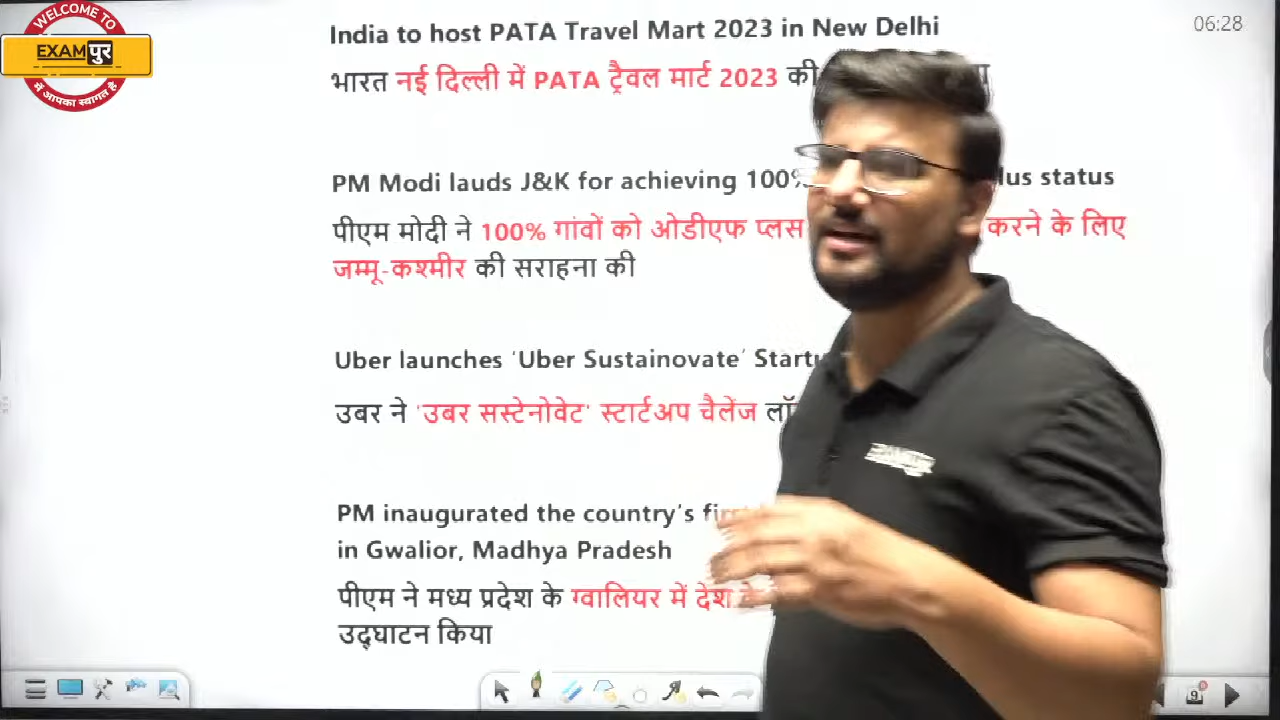 WELCOME TO
EXAMपुर
में आपका स्वागत है
06:28
India to host PATA Travel Mart 2023 in New Delhi
भारत नई दिल्ली में PATA ट्रैवल मार्ट 2023 की
PM Modi lauds J&K for achieving 100% status
पीएम मोदी ने 100% गांवों को ओडीएफ प्लस करने के लिए
जम्मू-कश्मीर की सराहना की
Uber launches ‘Uber Sustainovate’
उबर ने 'उबर सस्टेनोवेट' स्टार्टअप चैलेंज
PM inaugurated the country’s
in Gwalior, Madhya Pradesh
पीएम ने मध्य प्रदेश के ग्वालियर में देश
उद्घाटन किया